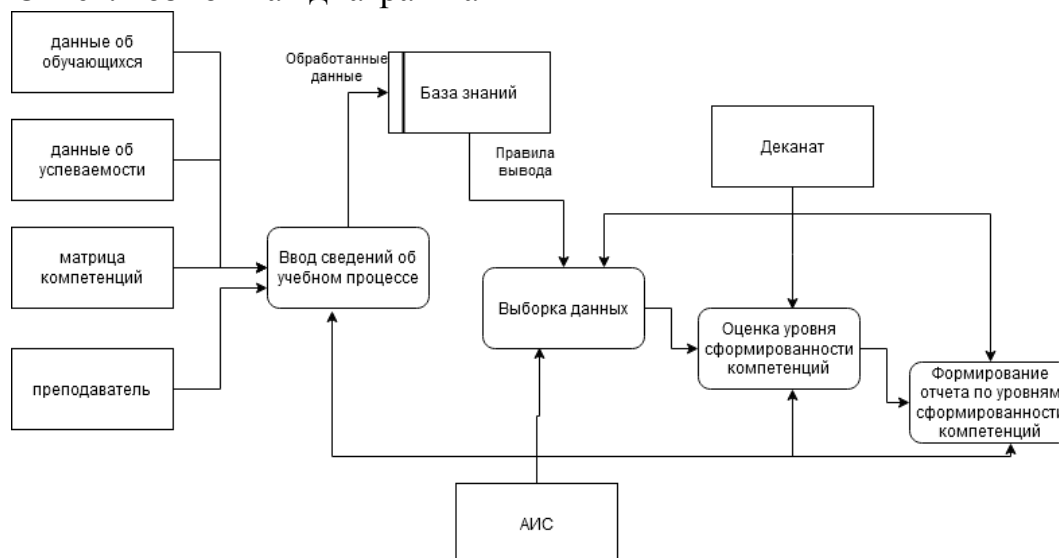 данные об
обучающихся
данные об
успеваемости
матрица
компетенций
преподаватель
Обработанные
данные
База знаний
Правила
вывода
Деканат
Ввод сведений об
учебном процессе
Выборка данных
Оценка уровня
сформированности
компетенций
Формирование
отчета по уровням
сформированности
компетенций
АИС